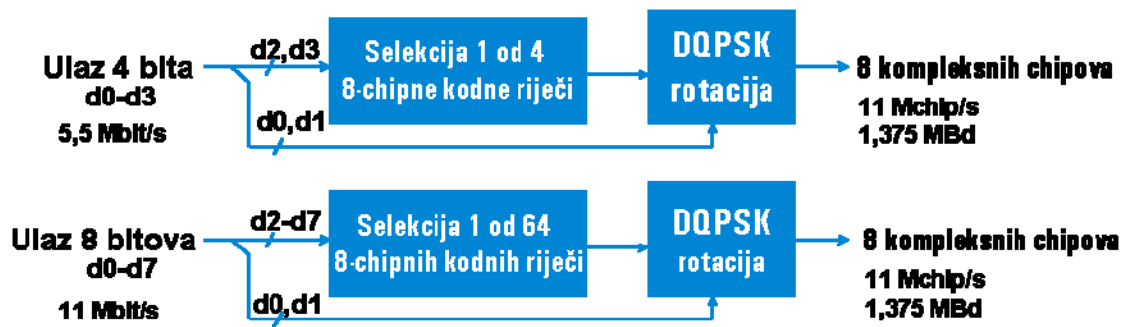 d2,d3
Selekcija 1 od 4
8-chipne kodne riječi
DQPSK
rotacija
Ulaz 4 bita
d0-d3
5,5 Mbit/s
d0,d1
8 kompleksnih chipova
11 Mchip/s
1,375 MBd
d2-d7
Selekcija 1 od 64
8-chipnih kodnih riječi
DQPSK
rotacija
Ulaz 8 bitova
d0-d7
11 Mbit/s
d0,d1
8 kompleksnih chipova
11 Mchip/s
1,375 MBd